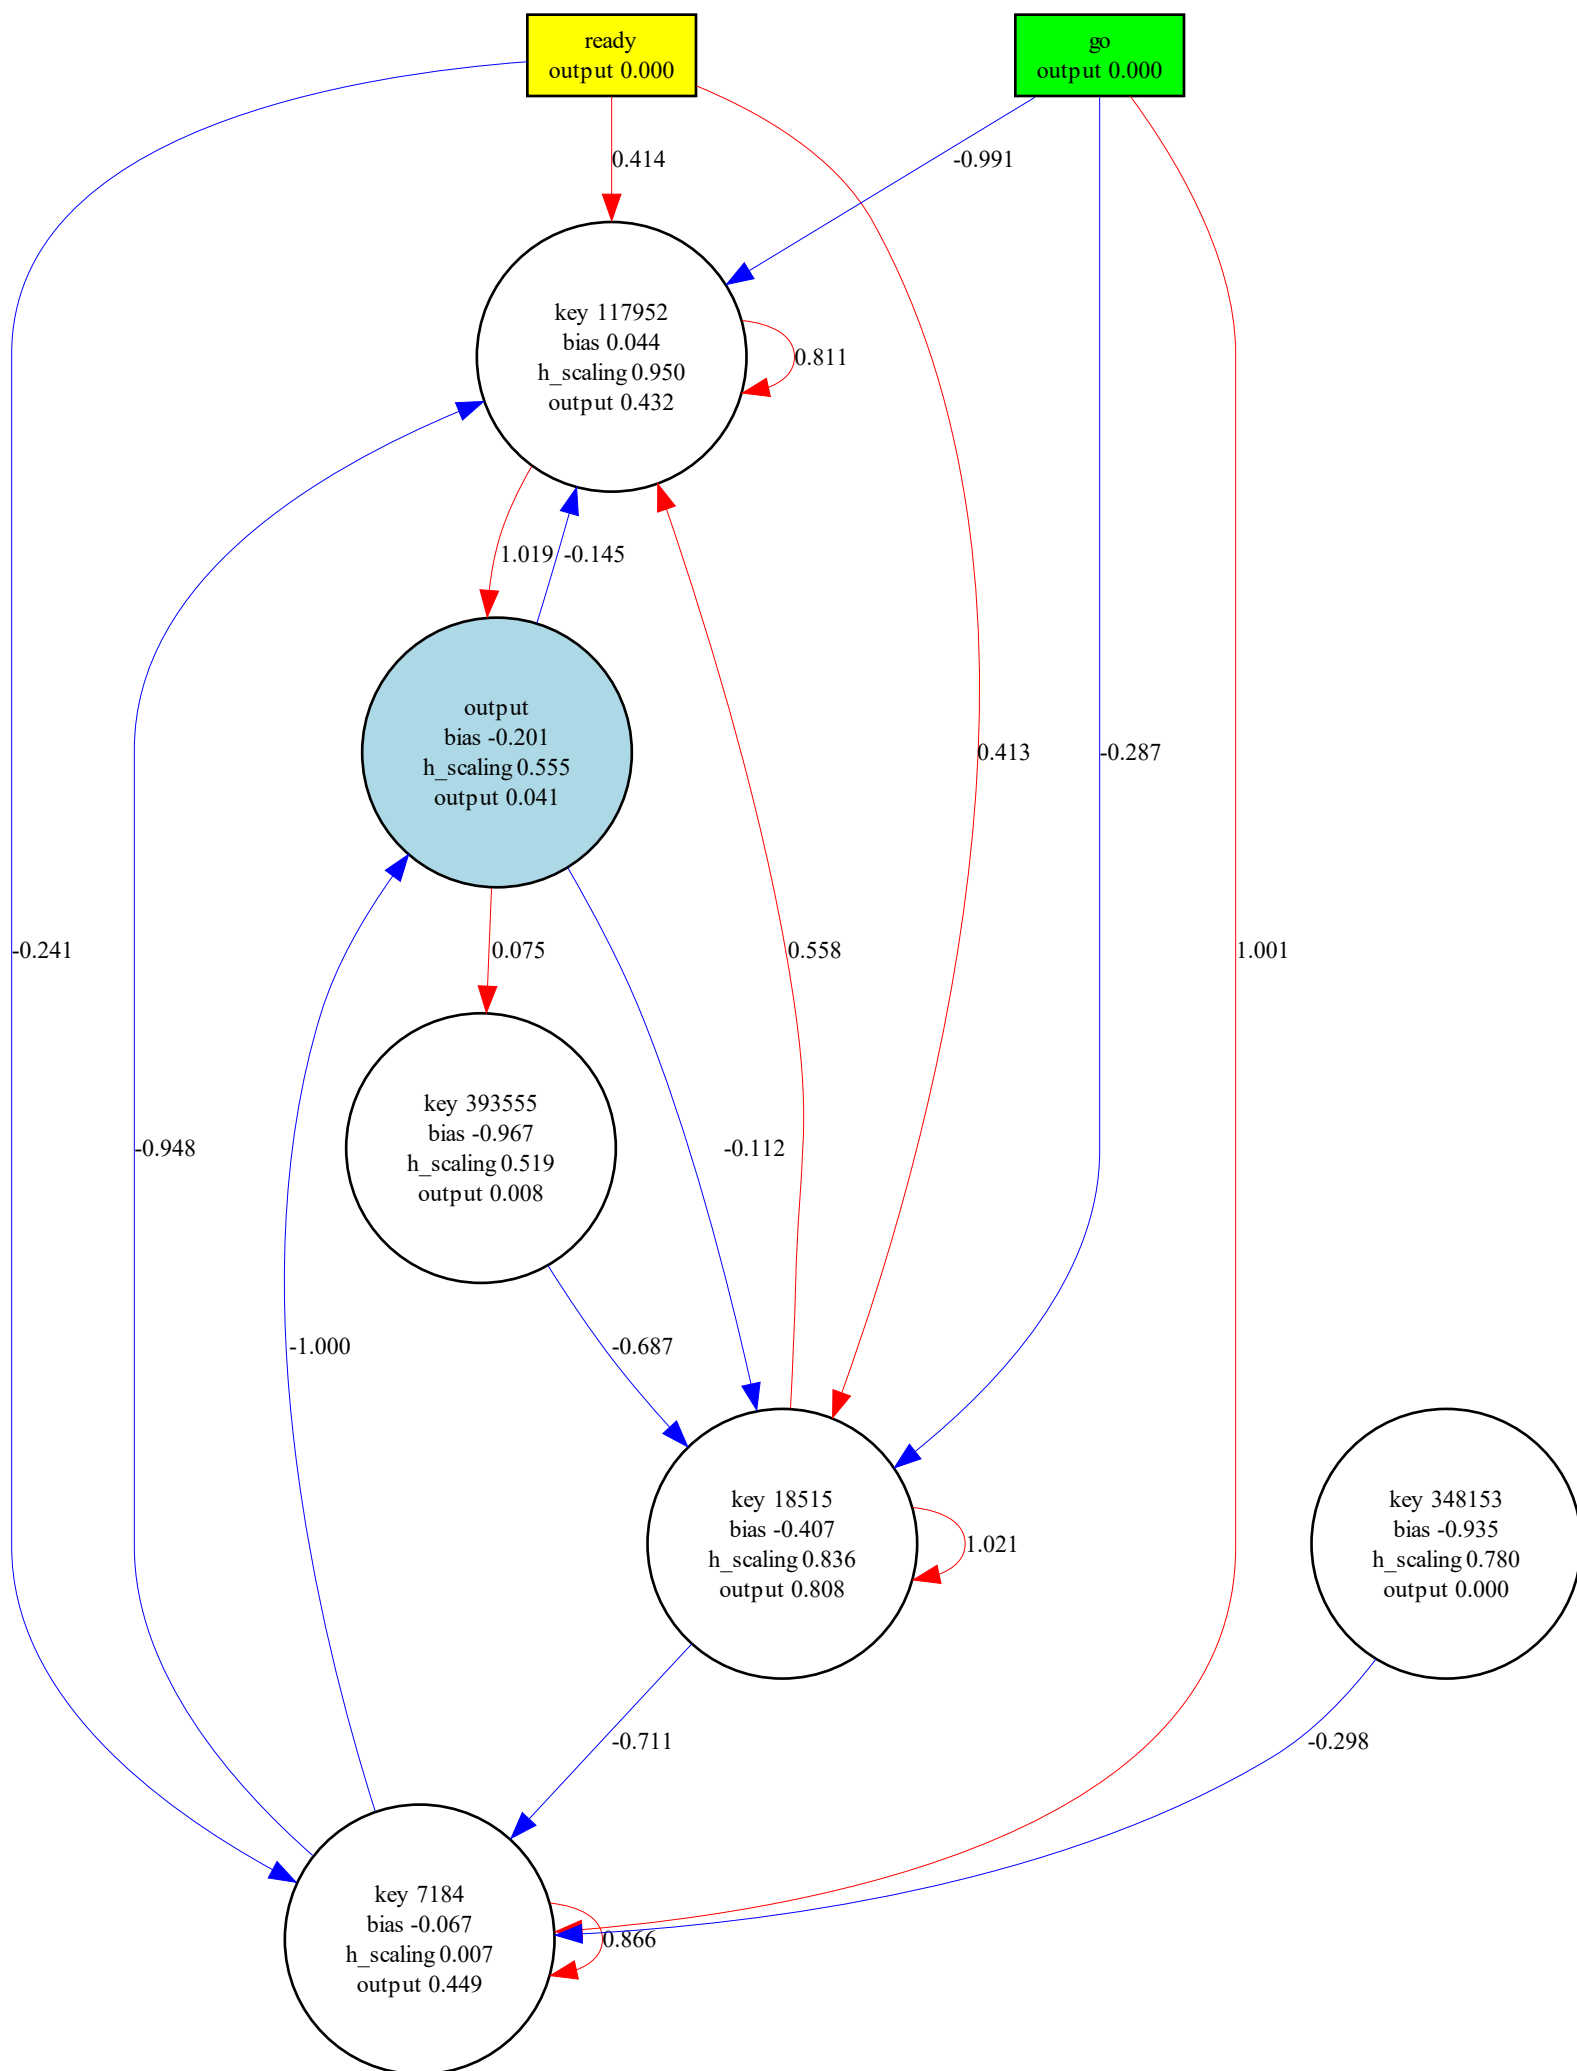 ready
output 0.000
go
output 0.000
0.414
-0.991
key 117952
bias 0.044
h_scaling 0.950
output 0.432
0.811
1.019
-0.145
output
bias -0.201
h_scaling 0.555
output 0.041
0.413
-0.287
-0.241
0.075
0.558
1.001
key 393555
bias -0.967
h_scaling 0.519
output 0.008
-0.948
-0.112
-1.000
-0.687
key 18515
bias -0.407
h_scaling 0.836
output 0.808
1.021
key 348153
bias -0.935
h_scaling 0.780
output 0.000
-0.711
-0.298
key 7184
bias -0.067
h_scaling 0.007
output 0.449
0.866